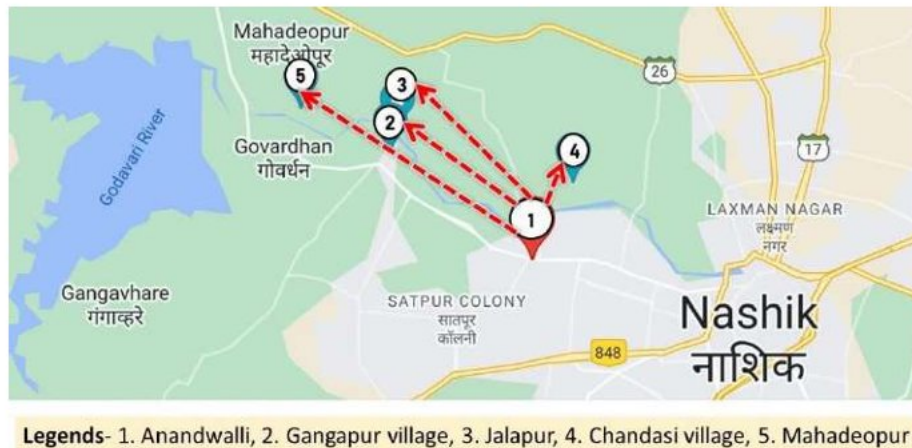 Mahadeopur
महादेओपूर
5
3
2
4
1
26
17
Godavari River
Govardhan
गोवर्धन
LAXMAN NAGAR
लक्ष्मण
नगर
Gangavhare
गंगाव्हरे
SATPUR COLONY
सातपूर
कॉलनी
848
Nashik
नाशिक
Legends- 1. Anandwalli, 2. Gangapur village, 3. Jalapur, 4. Chandasi village, 5. Mahadeopur